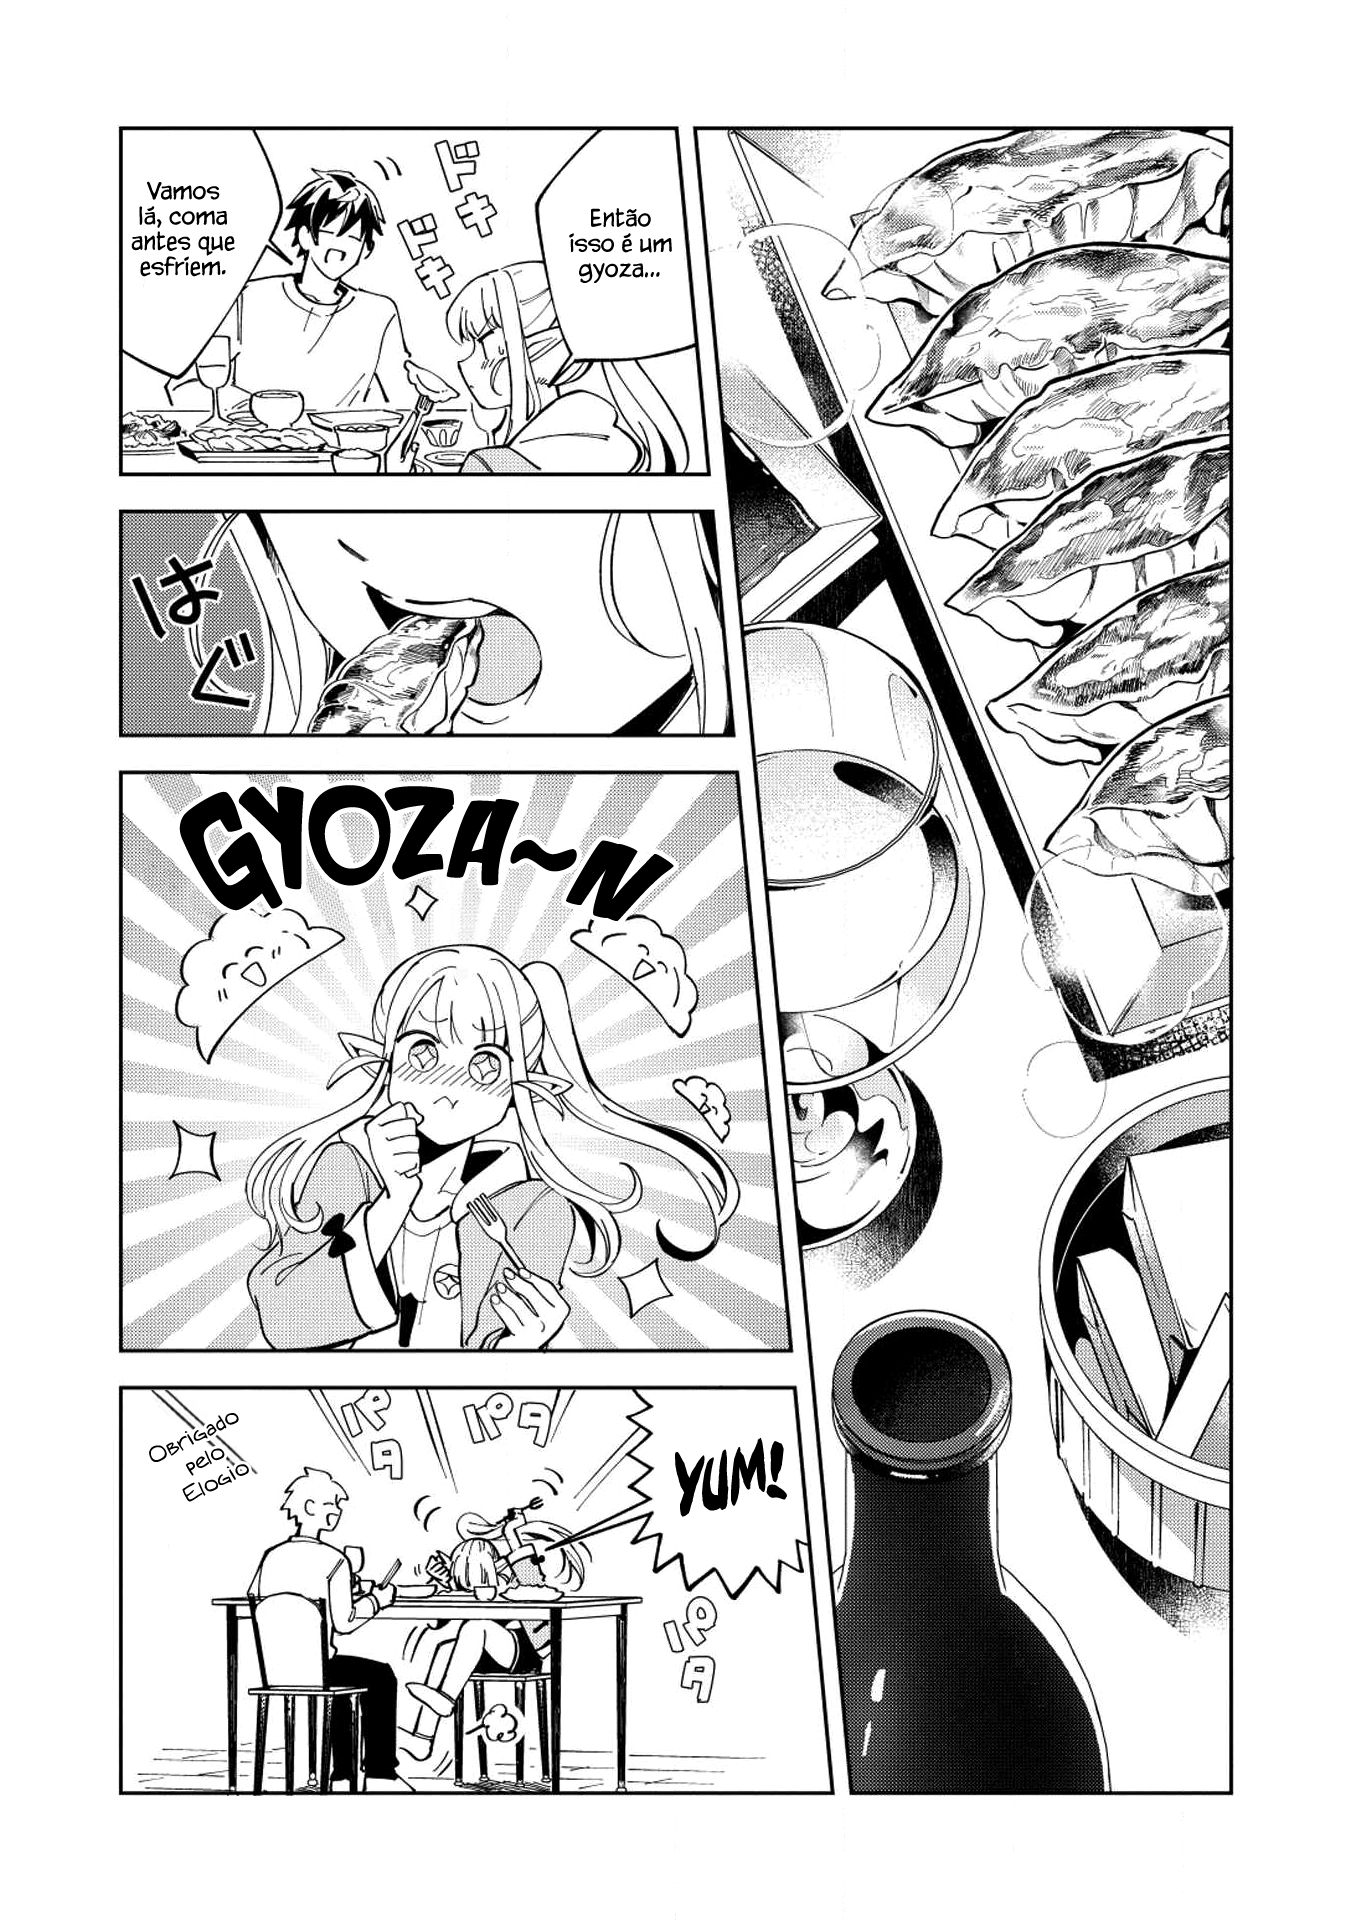 Então
isso é um
gyoza...
ドキ
ドキ
Vamos
lá, coma
antes que
esfriem.
はぐ
GYOZA~N
YUM!
パタ
パタ
パタ
Obrigado
pelo
Elogio